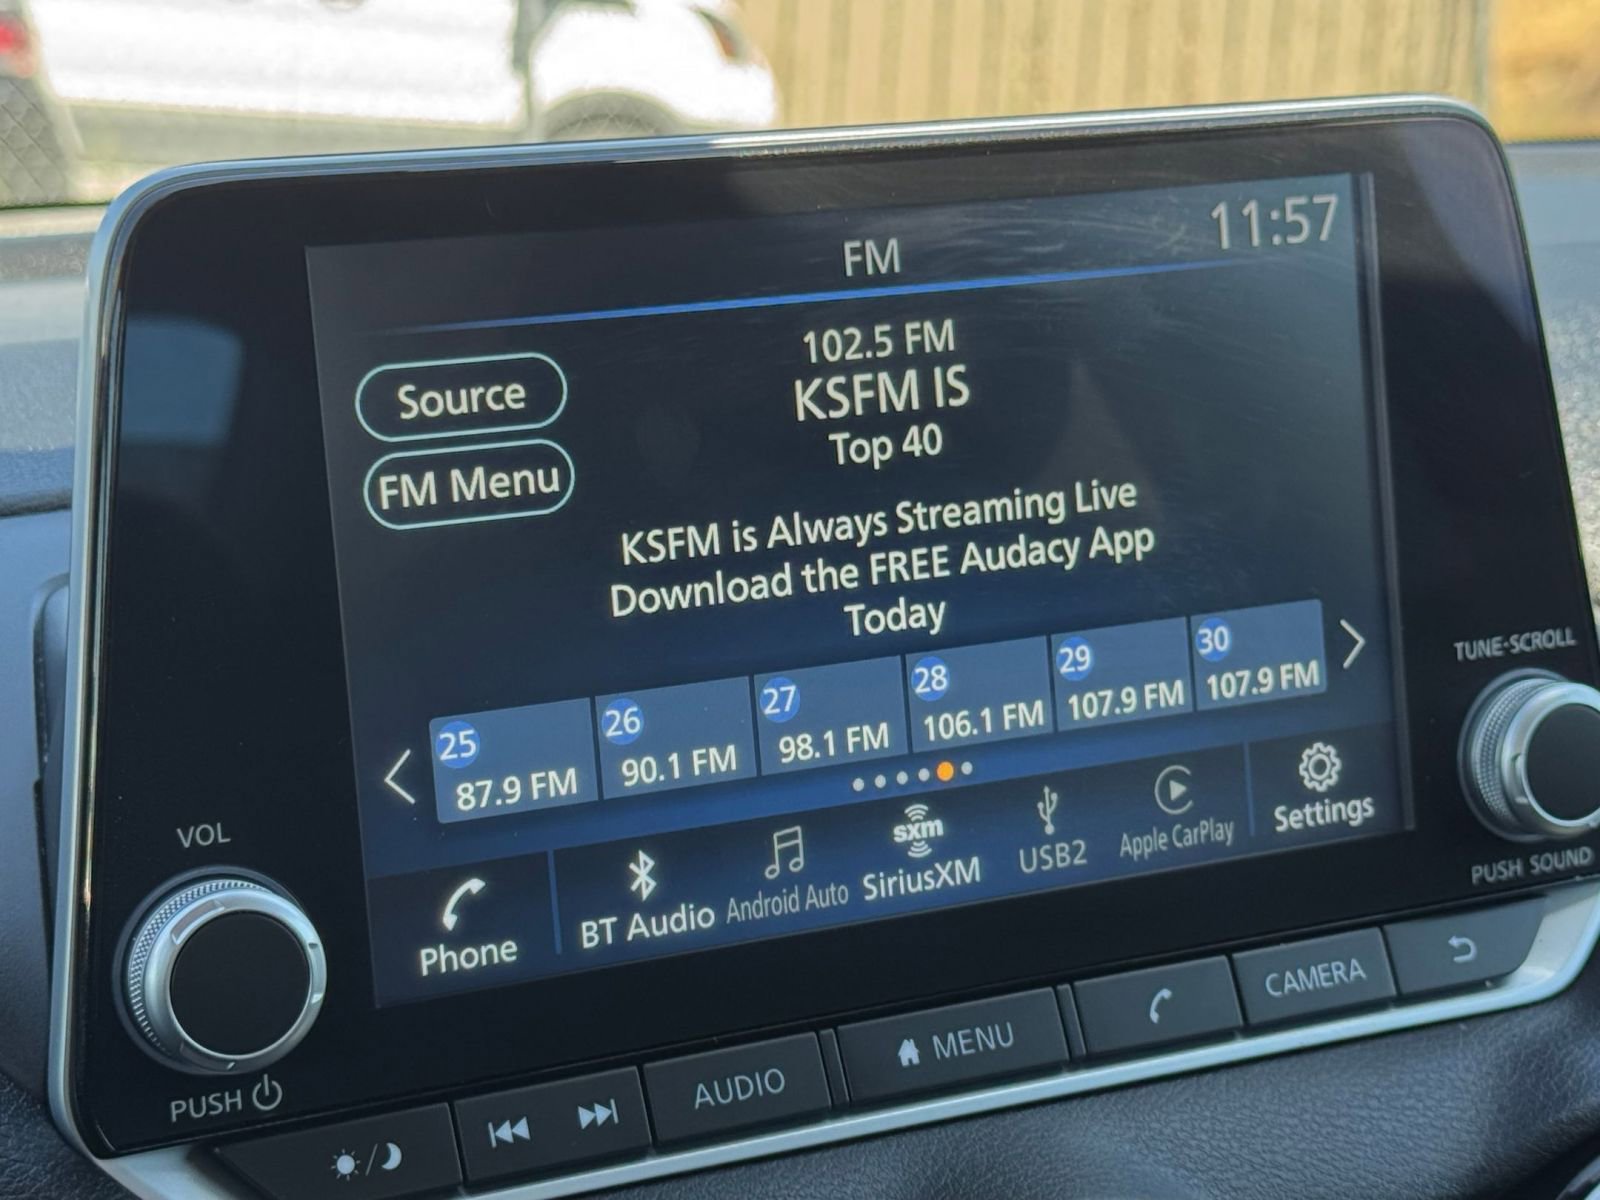 11:57
FM
102.5 FM
KSFM IS
Top 40
Source
FM Menu
KSFM is Always Streaming Live
Download the FREE Audacy App
Today
25
87.9 FM
26
90.1 FM
27
98.1 FM
28
106.1 FM
29
107.9 FM
30
107.9 FM
Phone
BT Audio
Android Auto
sxm
SiriusXM
USB2
Apple CarPlay
Settings
VOL
PUSH
TUNE·SCROLL
PUSH SOUND
AUDIO
MENU
CAMERA